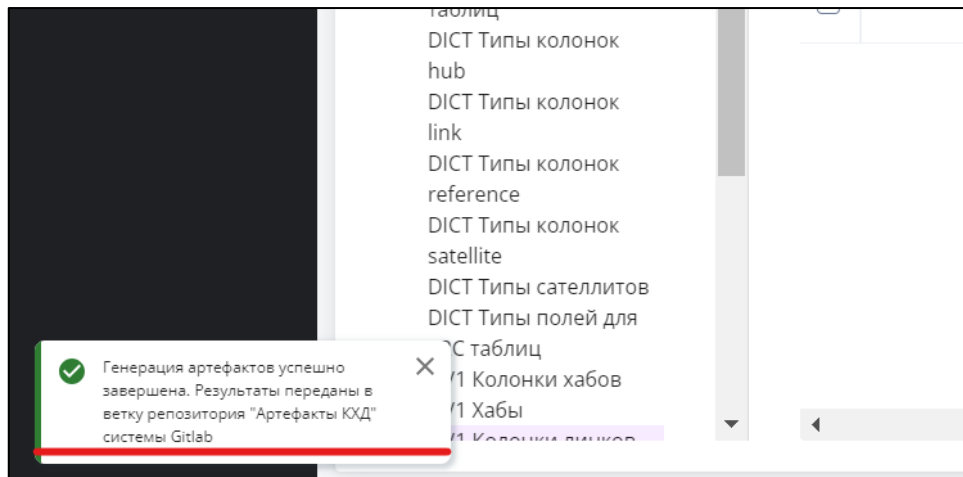 таблиц
DICT Типы колонок
hub
DICT Типы колонок
link
DICT Типы колонок
reference
DICT Типы колонок
satellite
DICT Типы сателлитов
DICT Типы полей для
таблиц
Колонки хабов
Хабы
Колонки линков
Генерация артефактов успешно
завершена. Результаты переданы в
ветку репозитория "Артефакты КХД"
системы Gitlab